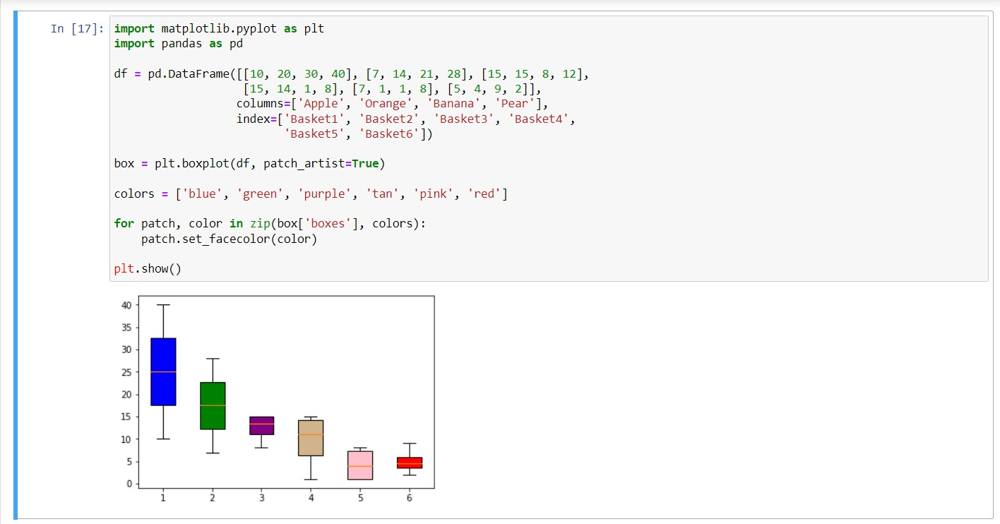 In [17]: import matplotlib.pyplot as plt
import pandas as pd
df = pd.DataFrame([[10, 20, 30, 40], [7, 14, 21, 28], [15, 15, 8, 12],
[15, 14, 1, 8], [7, 1, 1, 8], [5, 4, 9, 2]],
columns=['Apple', 'Orange', 'Banana', 'Pear'],
index=['Basket1', 'Basket2', 'Basket3', 'Basket4',
'Basket5', 'Basket6'])
box = plt.boxplot(df, patch_artist=True)
colors = ['blue', 'green', 'purple', 'tan', 'pink', 'red']
for patch, color in zip(box['boxes'], colors):
patch.set_facecolor(color)
plt.show()
40
35
30
25
20
15
10
5
0
1 2 3 4 5 6